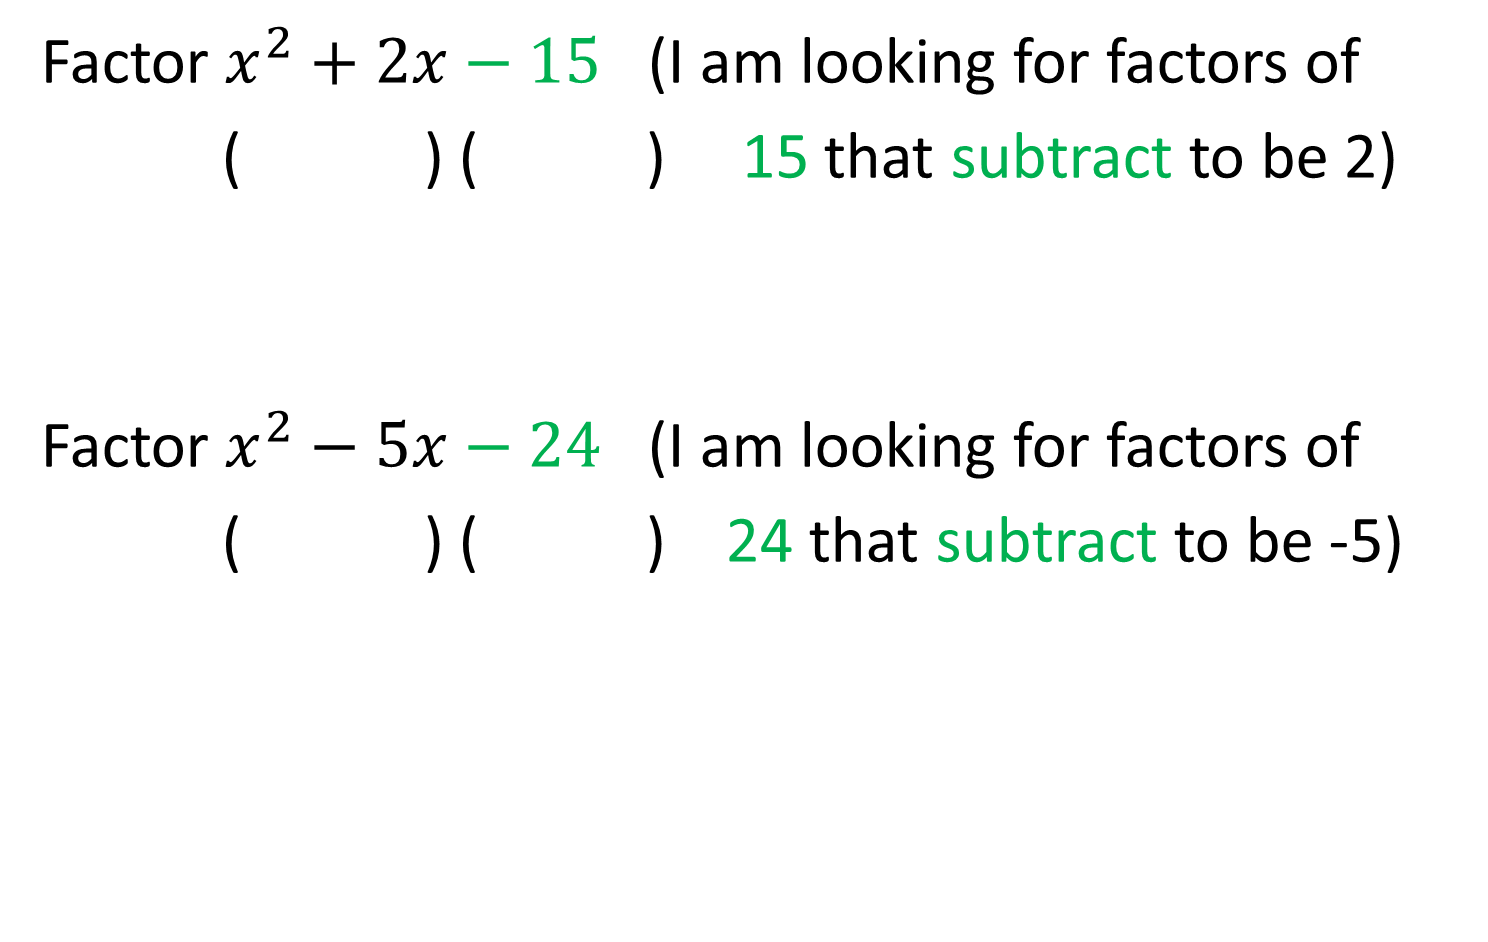 Factor x² + 2x − 15 (I am looking for factors of
( ) ( ) 15 that subtract to be 2)
Factor x² − 5x − 24 (I am looking for factors of
( ) ( ) 24 that subtract to be -5)